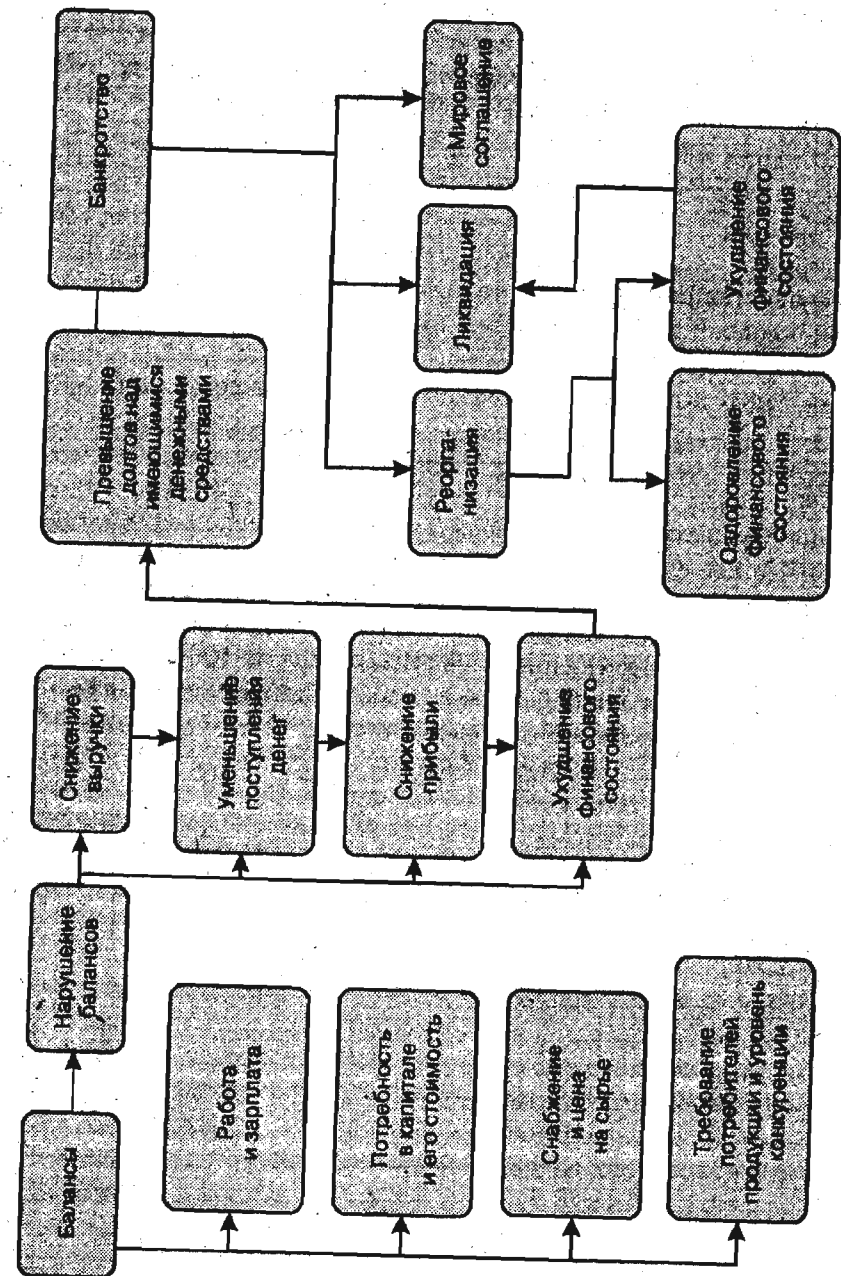 Балансы
Работа
и зарплата
Потребность
в капитале
и его стоимость
Снабжение
и цена
на сырье
Требование
потребителей
продукции и уровень
конкуренции
Нарушение
балансов
Снижение
выручки
Уменьшение
поступления
денег
Снижение
прибыли
Ухудшение
финансового
состояния
Превышение
долгов над
имеющимися
денежными
средствами
Банкротство
Реорга-
низация
Ликвидация
Мировое
соглашение
Оздоровление
финансового
состояния
Ухудшение
финансового
состояния